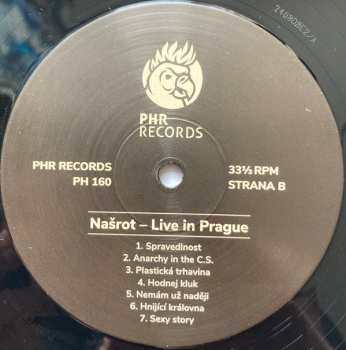 PHR
RECORDS
PHR RECORDS
PH 160
33⅓ RPM
STRANA B
Našrot – Live in Prague
1. Spravedlnost
2. Anarchy in the C.S.
3. Plastická trhavina
4. Hodnej kluk
5. Nemám už naději
6. Hnijící královna
7. Sexy story